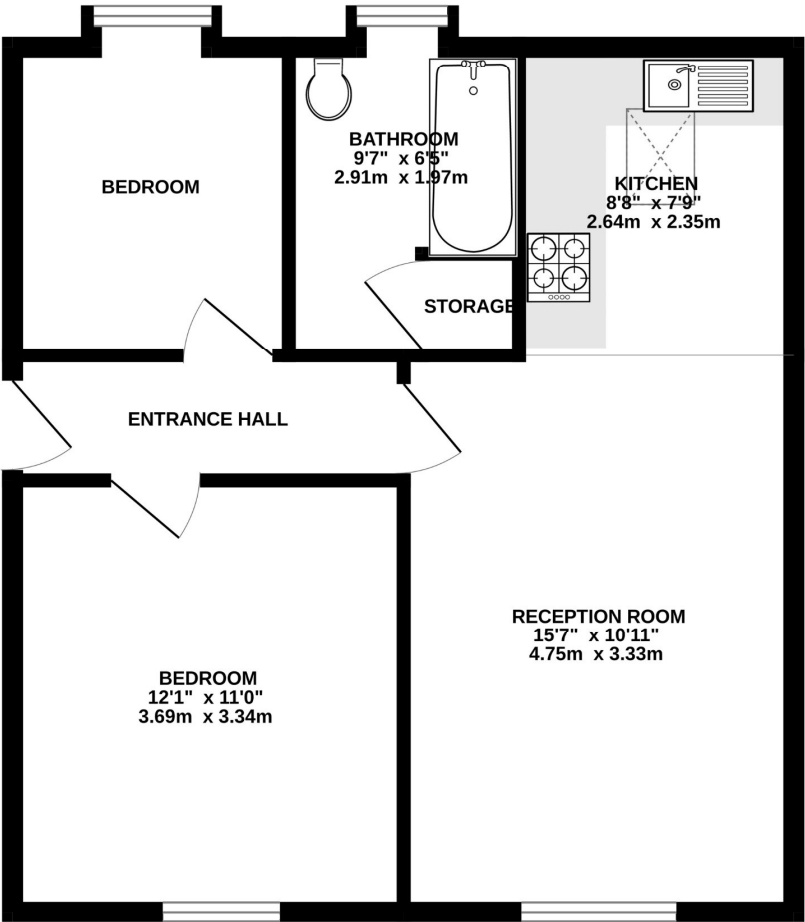 BATHROOM
9'7" x 6'5"
2.91m x 1.97m
BEDROOM
KITCHEN
8'8" x 7'9"
2.64m x 2.35m
STORAGE
ENTRANCE HALL
RECEPTION ROOM
15'7" x 10'11"
4.75m x 3.33m
BEDROOM
12'1" x 11'0"
3.69m x 3.34m